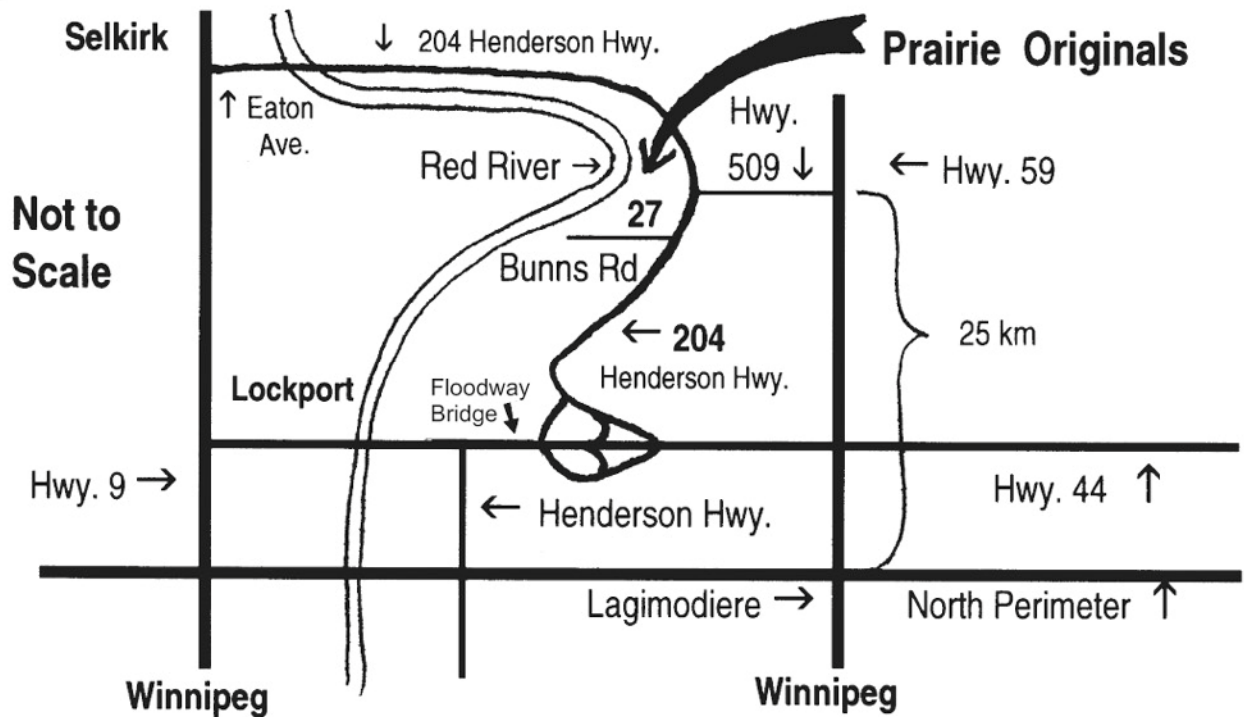 Selkirk
↓ 204 Henderson Hwy.
Prairie Originals
↑ Eaton
Ave.
Hwy.
509 ↓
Red River →
← Hwy. 59
Not to
Scale
27
Bunns Rd
← 204
Henderson Hwy.
25 km
Lockport
Floodway
Bridge
Hwy. 9 →
← Henderson Hwy.
Hwy. 44 ↑
Lagimodiere →
North Perimeter ↑
Winnipeg
Winnipeg